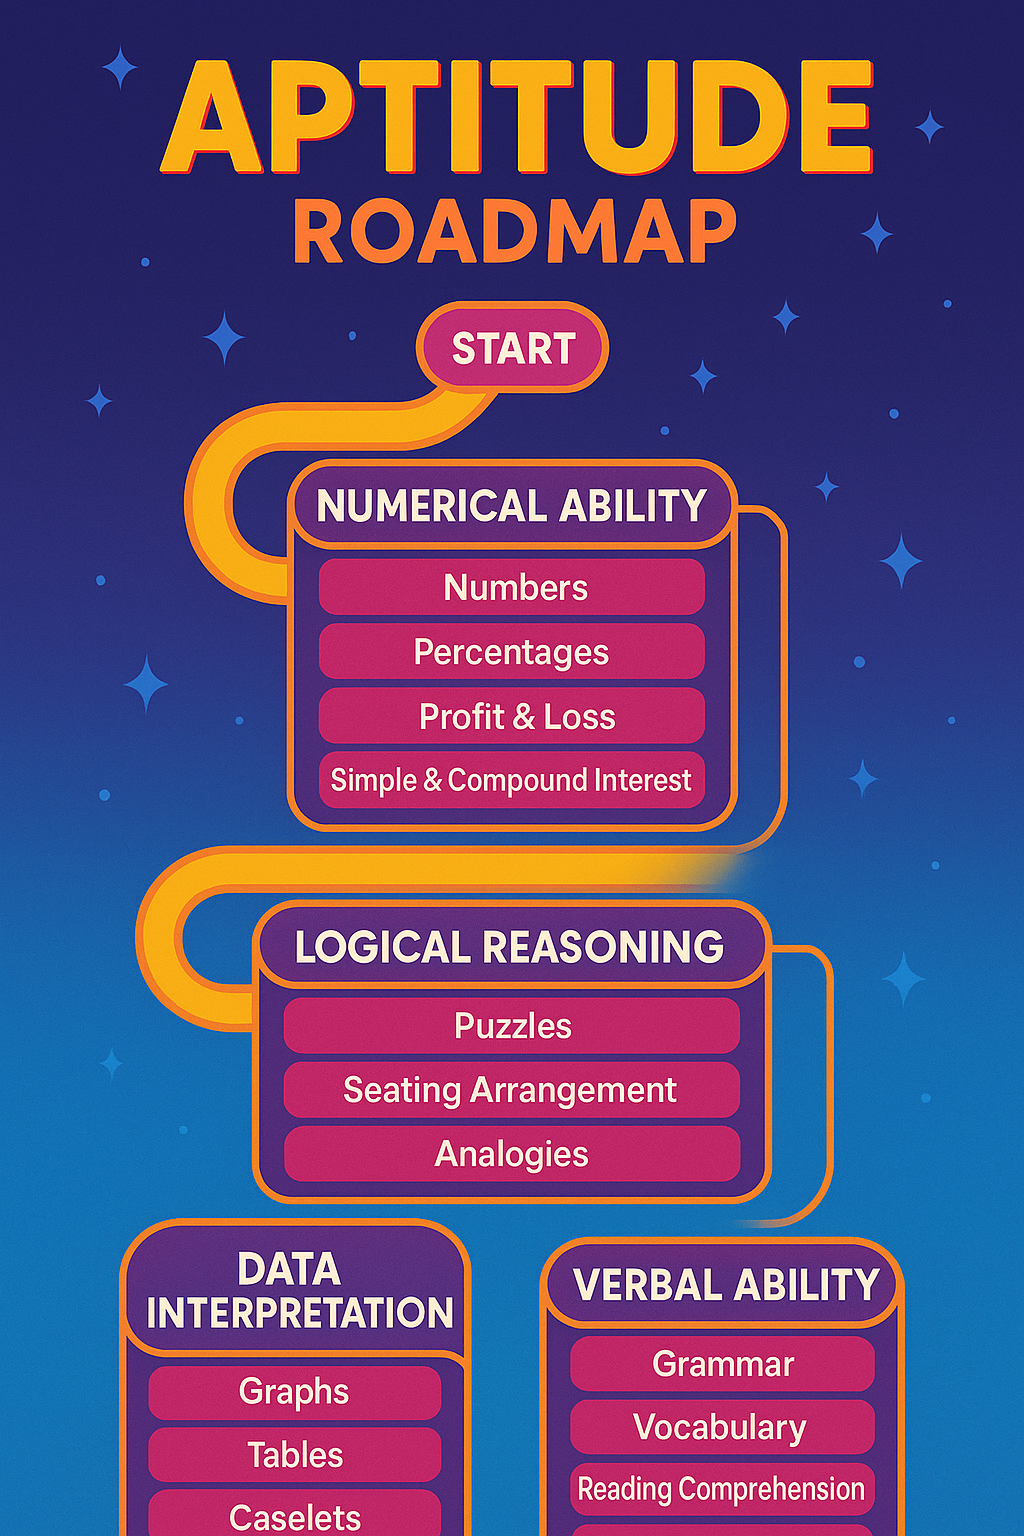 APTITUDE
ROADMAP
START
NUMERICAL ABILITY
Numbers
Percentages
Profit & Loss
Simple & Compound Interest
LOGICAL REASONING
Puzzles
Seating Arrangement
Analogies
DATA
INTERPRETATION
Graphs
Tables
Caselets
VERBAL ABILITY
Grammar
Vocabulary
Reading Comprehension